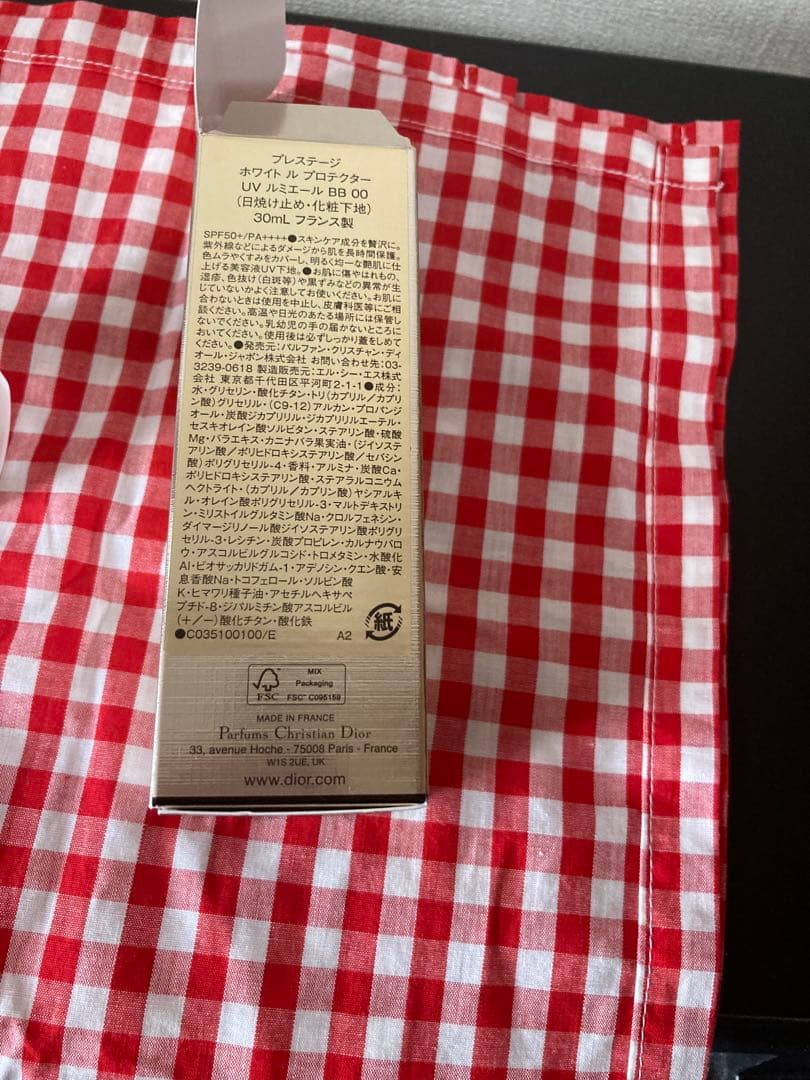 プレステージ
ホワイト ル プロテクター
UV ルミエール BB 00
(日焼け止め・化粧下地)
30mL フランス製
SPF50+/PA++++●スキンケア成分を贅沢に。
紫外線などによるダメージから肌を長時間保護。
色ムラやくすみをカバーし、明るく均一な艶肌に仕
上げる美容液UV下地。●お肌に傷やはれもの、
湿疹、色抜け(白斑等)や黒ずみなどの異常が生
じていないかよく注意してお使いください。お肌に
合わないときは使用を中止し、皮膚科医等にご相
談ください。高温や日光のあたる場所には保管し
ないでください。乳幼児の手の届かないところに
おいてください。使用後は必ずしっかり蓋をしめて
ください。●発売元:パルファン・クリスチャン・ディ
オール・ジャポン株式会社 お問い合わせ先:03-
3239-0618 製造販売元:エル・シー・エス株式
会社 東京都千代田区平河町2-1-1●成分:
水・グリセリン・酸化チタン・トリ(カプリル/カプリ
ン酸)グリセリル・(C9-12)アルカン・プロパンジ
オール・炭酸ジカプリリル・ジカプリリルエーテル・
セスキオレイン酸ソルビタン・ステアリン酸・硫酸
Mg・バラエキス・カニナバラ果実油・(ジイソステ
アリン酸/ポリヒドロキシステアリン酸/セバシン
酸)ポリグリセリル-4・香料・アルミナ・炭酸Ca・
ポリヒドロキシステアリン酸・ステアラルコニウム
ヘクトライト・(カプリル/カプリン酸)ヤシアルキ
ル・オレイン酸ポリグリセリル-3・マルトデキストリ
ン・ミリストイルグルタミン酸Na・クロルフェネシン・
ダイマージリノール酸ジイソステアリン酸ポリグリ
セリル-3・レシチン・炭酸プロピレン・カルナウバロ
ウ・アスコルビルグルコシド・トロメタミン・水酸化
Al・ビオサッカリドガム-1・アデノシン・クエン酸・安
息香酸Na・トコフェロール・ソルビン酸
K・ヒマワリ種子油・アセチルヘキサペ
プチド-8・ジパルミチン酸アスコルビル
(+/-)酸化チタン・酸化鉄
●C035100100/E A2
紙
FSC
MIX
Packaging
FSC™ C095159
MADE IN FRANCE
Parfums Christian Dior
33, avenue Hoche - 75008 Paris - France
W1S 2UE, UK
www.dior.com